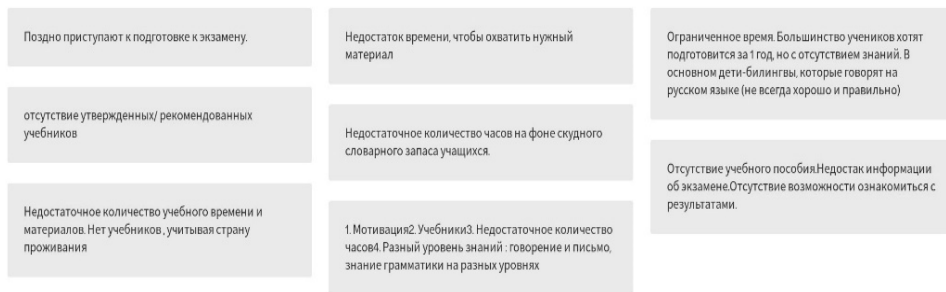 Поздно приступают к подготовке к экзамену.
отсутствие утвержденных/ рекомендованных
учебников
Недостаточное количество учебного времени и
материалов. Нет учебников , учитывая страну
проживания
Недостаток времени, чтобы охватить нужный
материал
Недостаточное количество часов на фоне скудного
словарного запаса учащихся.
1. Мотивация2. Учебники3. Недостаточное количество
часов4. Разный уровень знаний : говорение и письмо,
знание грамматики на разных уровнях
Ограниченное время. Большинство учеников хотят
подготовится за 1 год, но с отсутствием знаний. В
основном дети-билингвы, которые говорят на
русском языке (не всегда хорошо и правильно)
Отсутствие учебного пособия.Недостак информации
об экзамене.Отсутствие возможности ознакомиться с
результатами.